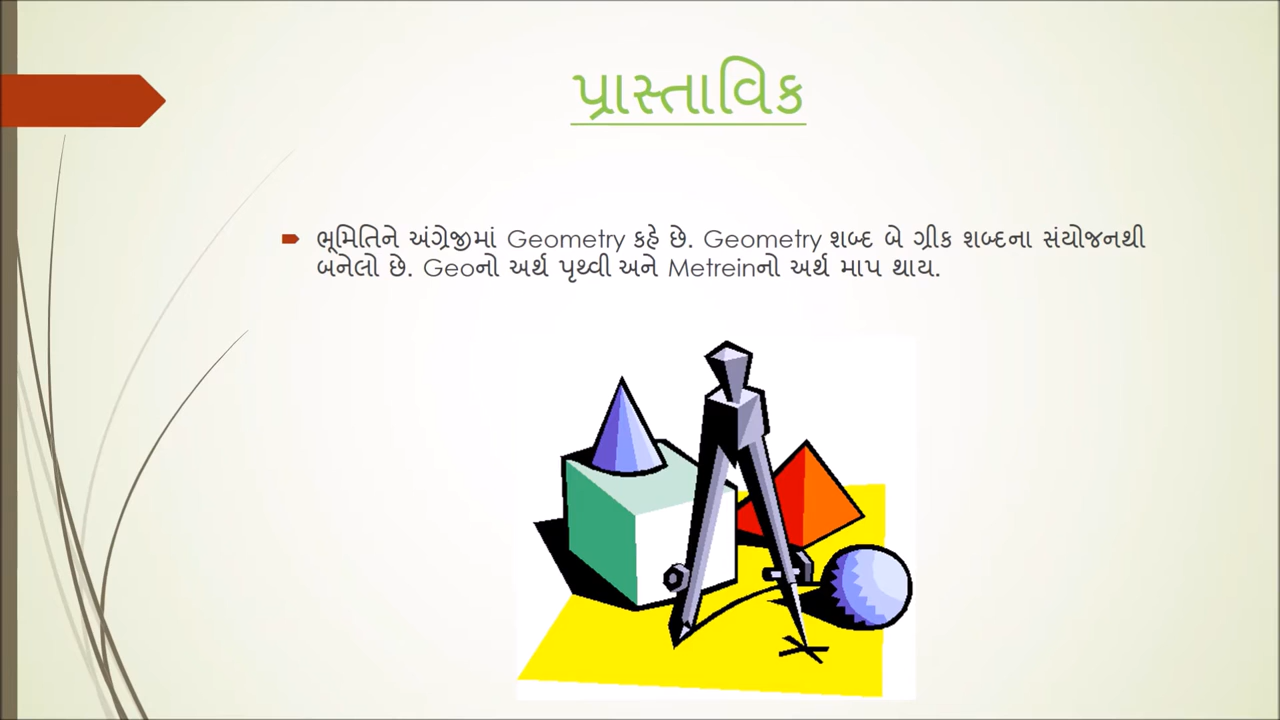 પ્રાસ્તાવિક
ભૂમિતિને અંગ્રેજીમાં Geometry કહે છે. Geometry શબ્દ બે ગ્રીક શબ્દના સંયોજનથી
બનેલો છે. Geoનો અર્થ પૃથ્વી અને Metreinનો અર્થ માપ થાય.